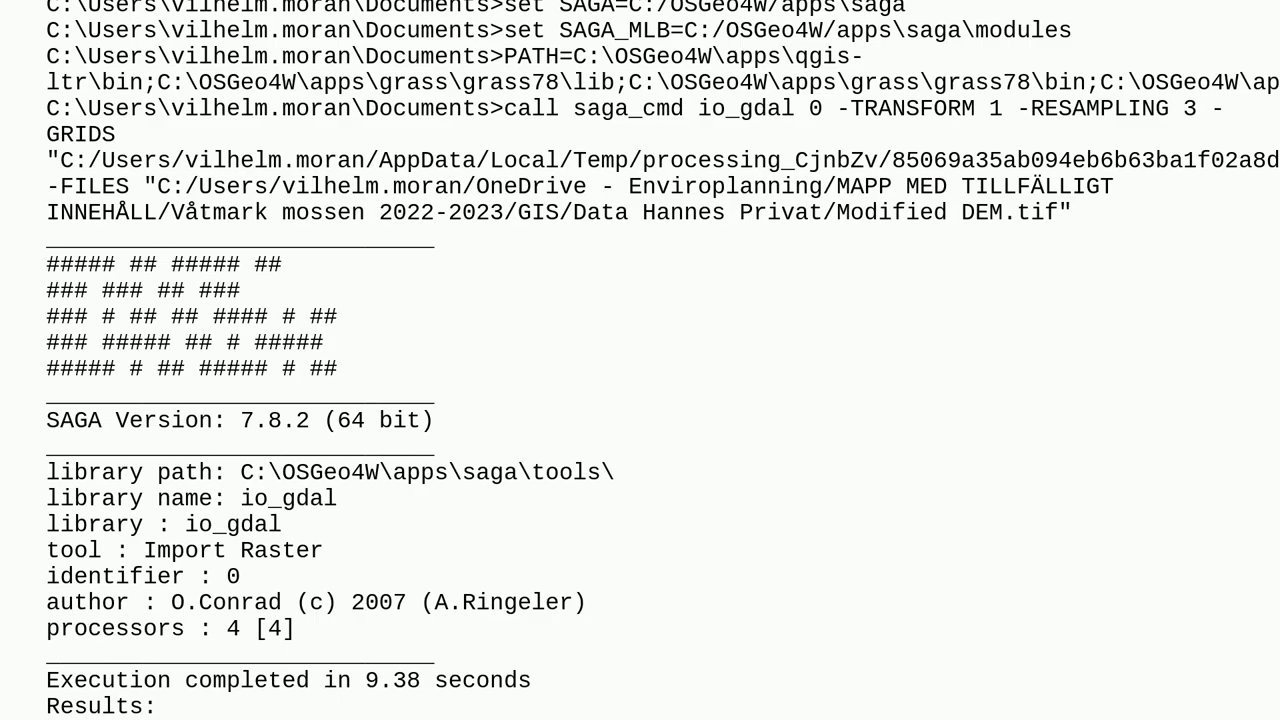 C:\Users\vilhelm.moran\Documents>set SAGA=C:/OSGeo4W/apps\saga
C:\Users\vilhelm.moran\Documents>set SAGA_MLB=C:/OSGeo4W/apps\saga\modules
C:\Users\vilhelm.moran\Documents>PATH=C:\OSGeo4W\apps\qgis-
ltr\bin;C:\OSGeo4W\apps\grass\grass78\lib;C:\OSGeo4W\apps\grass\grass78\bin;C:\OSGeo4W\ap
C:\Users\vilhelm.moran\Documents>call saga_cmd io_gdal 0 -TRANSFORM 1 -RESAMPLING 3 -
GRIDS
"C:/Users/vilhelm.moran/AppData/Local/Temp/processing_CjnbZv/85069a35ab094eb6b63ba1f02a8d
-FILES "C:/Users/vilhelm.moran/OneDrive - Enviroplanning/MAPP MED TILLFÄLLIGT
INNEHÅLL/Våtmark mossen 2022-2023/GIS/Data Hannes Privat/Modified DEM.tif"
____________________________
##### ## ##### ##
### ### ## ###
### # ## ## #### # ##
### ##### ## # #####
##### # ## ##### # ##
____________________________
SAGA Version: 7.8.2 (64 bit)
____________________________
library path: C:\OSGeo4W\apps\saga\tools\
library name: io_gdal
library : io_gdal
tool : Import Raster
identifier : 0
author : O.Conrad (c) 2007 (A.Ringeler)
processors : 4 [4]
____________________________
Execution completed in 9.38 seconds
Results: